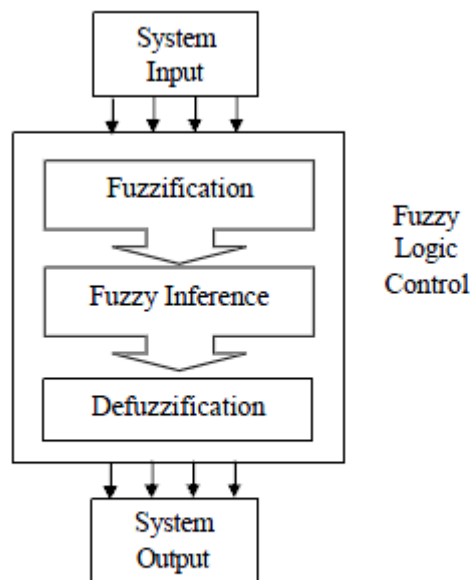 System
Input
Fuzzification
Fuzzy
Logic
Control
Fuzzy Inference
Defuzzification
System
Output